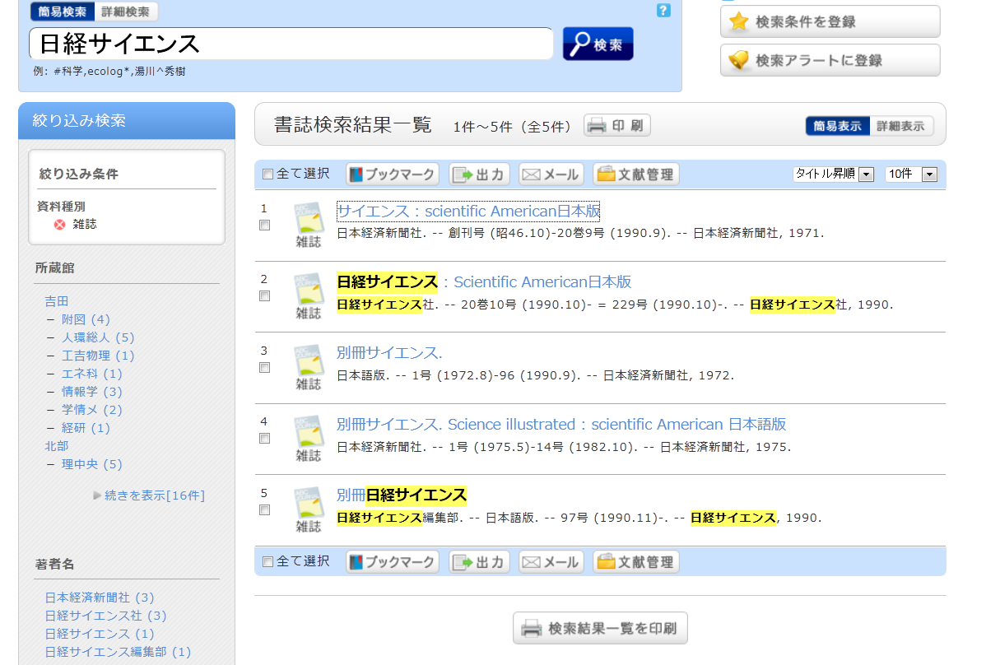 簡易検索 詳細検索
?
日経サイエンス
検索
例: #科学,ecolog*,湯川^秀樹
検索条件を登録
検索アラートに登録
絞り込み検索
絞り込み条件
資料種別
雑誌
所蔵館
吉田
− 附図 (4)
− 人環総人 (5)
− 工吉物理 (1)
− エネ科 (1)
− 情報学 (3)
− 学情メ (2)
− 経研 (1)
北部
− 理中央 (5)
続きを表示[16件]
著者名
日本経済新聞社 (3)
日経サイエンス社 (3)
日経サイエンス (1)
日経サイエンス編集部 (1)
書誌検索結果一覧 1件～5件 (全5件) 印刷 簡易表示 詳細表示
全て選択 ブックマーク 出力 メール 文献管理 タイトル昇順 10件
1
雑誌
サイエンス : scientific American日本版
日本経済新聞社. -- 創刊号 (昭46.10)-20巻9号 (1990.9). -- 日本経済新聞社, 1971.
2
雑誌
日経サイエンス : Scientific American日本版
日経サイエンス社. -- 20巻10号 (1990.10)- = 229号 (1990.10)-. -- 日経サイエンス社, 1990.
3
雑誌
別冊サイエンス.
日本語版. -- 1号 (1972.8)-96 (1990.9). -- 日本経済新聞社, 1972.
4
雑誌
別冊サイエンス. Science illustrated : scientific American 日本語版
日本経済新聞社. -- 1号 (1975.5)-14号 (1982.10). -- 日本経済新聞社, 1975.
5
雑誌
別冊日経サイエンス
日経サイエンス編集部. -- 日本語版. -- 97号 (1990.11)-. -- 日経サイエンス, 1990.
全て選択 ブックマーク 出力 メール 文献管理
検索結果一覧を印刷